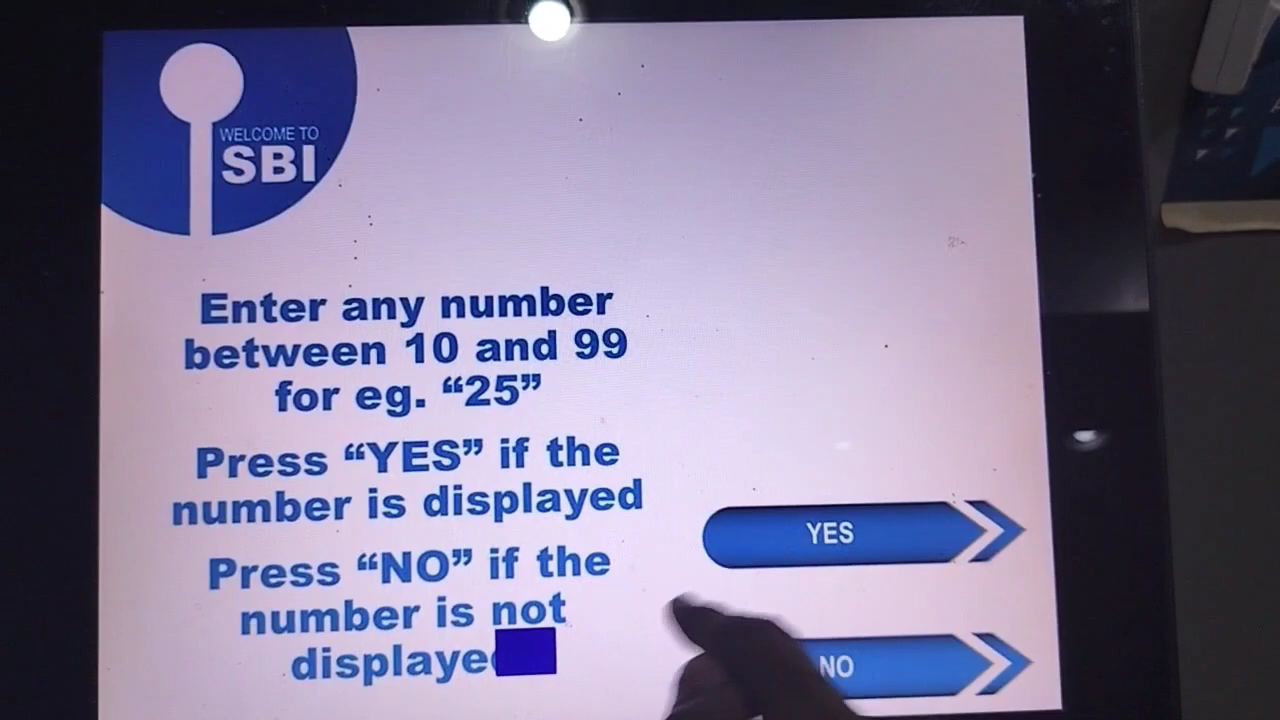 WELCOME TO
SBI
Enter any number
between 10 and 99
for eg. “25”
Press “YES” if the
number is displayed
Press “NO” if the
number is not
displaye
YES
NO